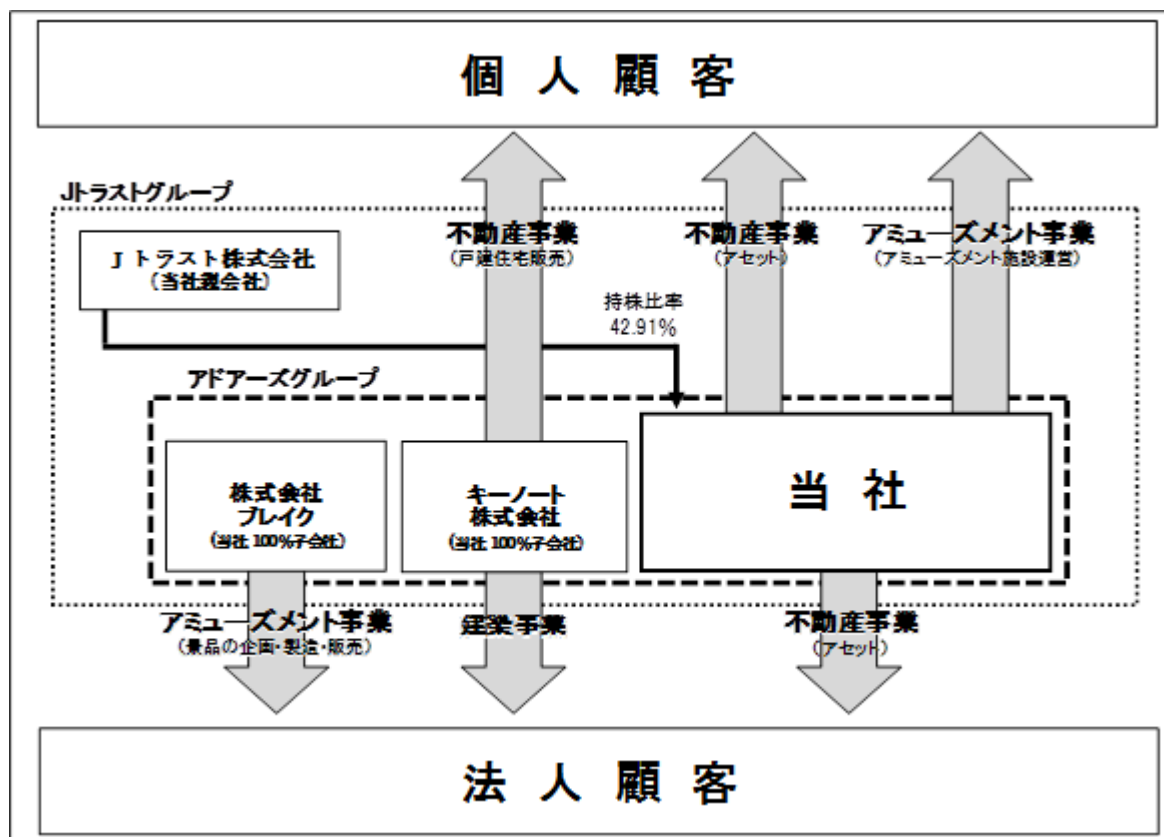 個人顧客
Jトラストグループ
Jトラスト株式会社
(当社親会社)
不動産事業
(戸建住宅販売)
不動産事業
(アセット)
アミューズメント事業
(アミューズメント施設運営)
持株比率
42.91%
アドアーズグループ
株式会社
ブレイク
(当社100%子会社)
キーノート
株式会社
(当社100%子会社)
当社
アミューズメント事業
(景品の企画・製造・販売)
建築事業
不動産事業
(アセット)
法人顧客